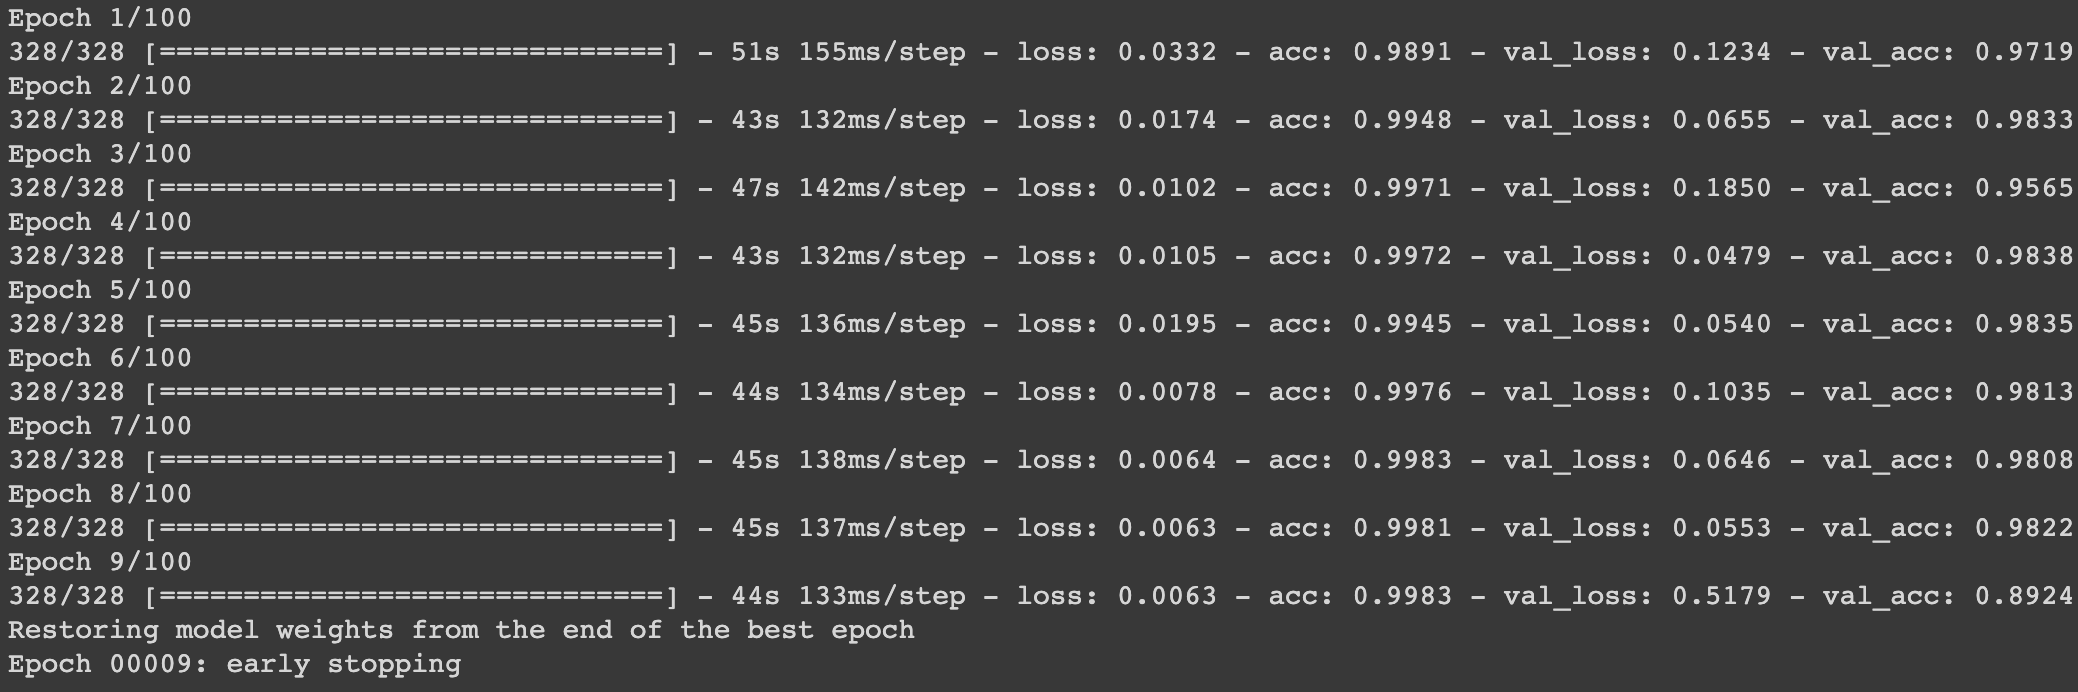 Epoch 1/100
328/328 [==============================] - 51s 155ms/step - loss: 0.0332 - acc: 0.9891 - val_loss: 0.1234 - val_acc: 0.9719
Epoch 2/100
328/328 [==============================] - 43s 132ms/step - loss: 0.0174 - acc: 0.9948 - val_loss: 0.0655 - val_acc: 0.9833
Epoch 3/100
328/328 [==============================] - 47s 142ms/step - loss: 0.0102 - acc: 0.9971 - val_loss: 0.1850 - val_acc: 0.9565
Epoch 4/100
328/328 [==============================] - 43s 132ms/step - loss: 0.0105 - acc: 0.9972 - val_loss: 0.0479 - val_acc: 0.9838
Epoch 5/100
328/328 [==============================] - 45s 136ms/step - loss: 0.0195 - acc: 0.9945 - val_loss: 0.0540 - val_acc: 0.9835
Epoch 6/100
328/328 [==============================] - 44s 134ms/step - loss: 0.0078 - acc: 0.9976 - val_loss: 0.1035 - val_acc: 0.9813
Epoch 7/100
328/328 [==============================] - 45s 138ms/step - loss: 0.0064 - acc: 0.9983 - val_loss: 0.0646 - val_acc: 0.9808
Epoch 8/100
328/328 [==============================] - 45s 137ms/step - loss: 0.0063 - acc: 0.9981 - val_loss: 0.0553 - val_acc: 0.9822
Epoch 9/100
328/328 [==============================] - 44s 133ms/step - loss: 0.0063 - acc: 0.9983 - val_loss: 0.5179 - val_acc: 0.8924
Restoring model weights from the end of the best epoch
Epoch 00009: early stopping